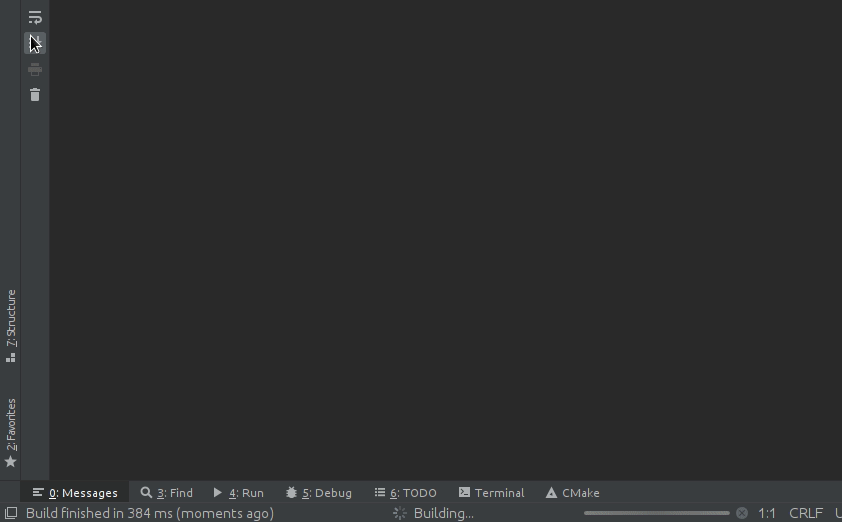 7: Structure
2: Favorites
0: Messages 3: Find 4: Run 5: Debug 6: TODO Terminal CMake
Build finished in 384 ms (moments ago) Building... 1:1 CRLF